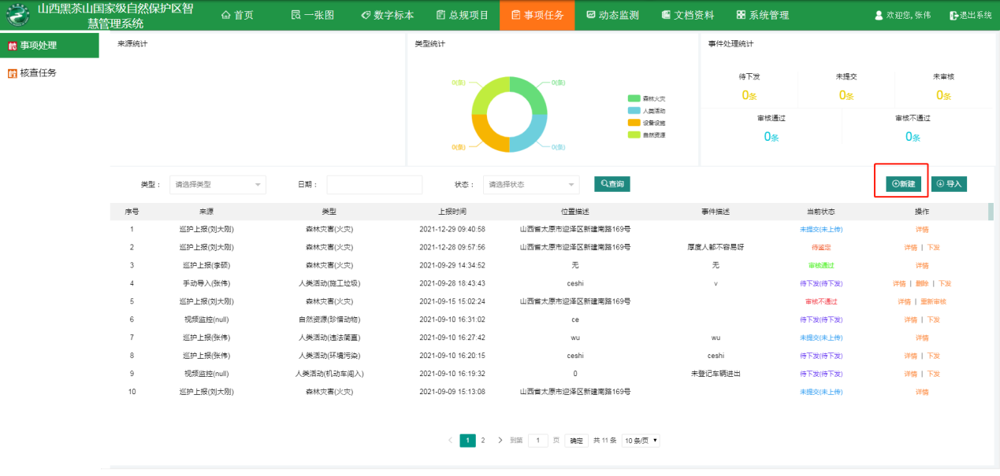 山西黑茶山国家级自然保护区智
慧管理系统
首页 一张图 数字标本 总规项目 事项任务 动态监测 文档资料 系统管理 欢迎您, 张伟 退出系统
事项处理
核查任务
来源统计
类型统计
0(条) 0(条)
0(条) 0(条)
森林火灾
人类活动
设备设施
自然资源
事件处理统计
待下发 未提交 未审核
0条 0条 0条
审核通过 审核不通过
0条 0条
类型： 请选择类型 日期： 状态： 请选择状态 查询 新建 导入
序号 来源 类型 上报时间 位置描述 事件描述 当前状态 操作
1 巡护上报(刘大刚) 森林灾害(火灾) 2021-12-29 09:40:58 山西省太原市迎泽区新建南路169号 未提交(未上传) 详情
2 巡护上报(刘大刚) 森林灾害(火灾) 2021-12-28 09:57:56 山西省太原市迎泽区新建南路169号 厚度人都不容易呀 待鉴定 详情 | 下发
3 巡护上报(李硕) 森林灾害(火灾) 2021-09-29 14:34:52 无 无 审核通过 详情
4 手动导入(张伟) 人类活动(施工垃圾) 2021-09-28 18:43:43 ceshi v 待下发(待下发) 详情 | 删除 | 下发
5 巡护上报(刘大刚) 森林灾害(火灾) 2021-09-15 15:02:24 山西省太原市迎泽区新建南路169号 审核不通过 详情 | 重新审核
6 视频监控(null) 自然资源(珍惜动物) 2021-09-10 16:31:02 ce 待下发(待下发) 详情 | 下发
7 巡护上报(张伟) 人类活动(违法简直) 2021-09-10 16:27:42 wu wu 未提交(未上传) 详情
8 巡护上报(张伟) 人类活动(环境污染) 2021-09-10 16:20:15 ceshi ceshi 待下发(待下发) 详情 | 下发
9 视频监控(null) 人类活动(机动车闯入) 2021-09-10 16:19:32 0 未登记车辆进出 待下发(待下发) 详情 | 下发
10 巡护上报(刘大刚) 森林灾害(火灾) 2021-09-09 15:13:08 山西省太原市迎泽区新建南路169号 未提交(未上传) 详情
1 2 到第 1 页 确定 共 11 条 10 条/页